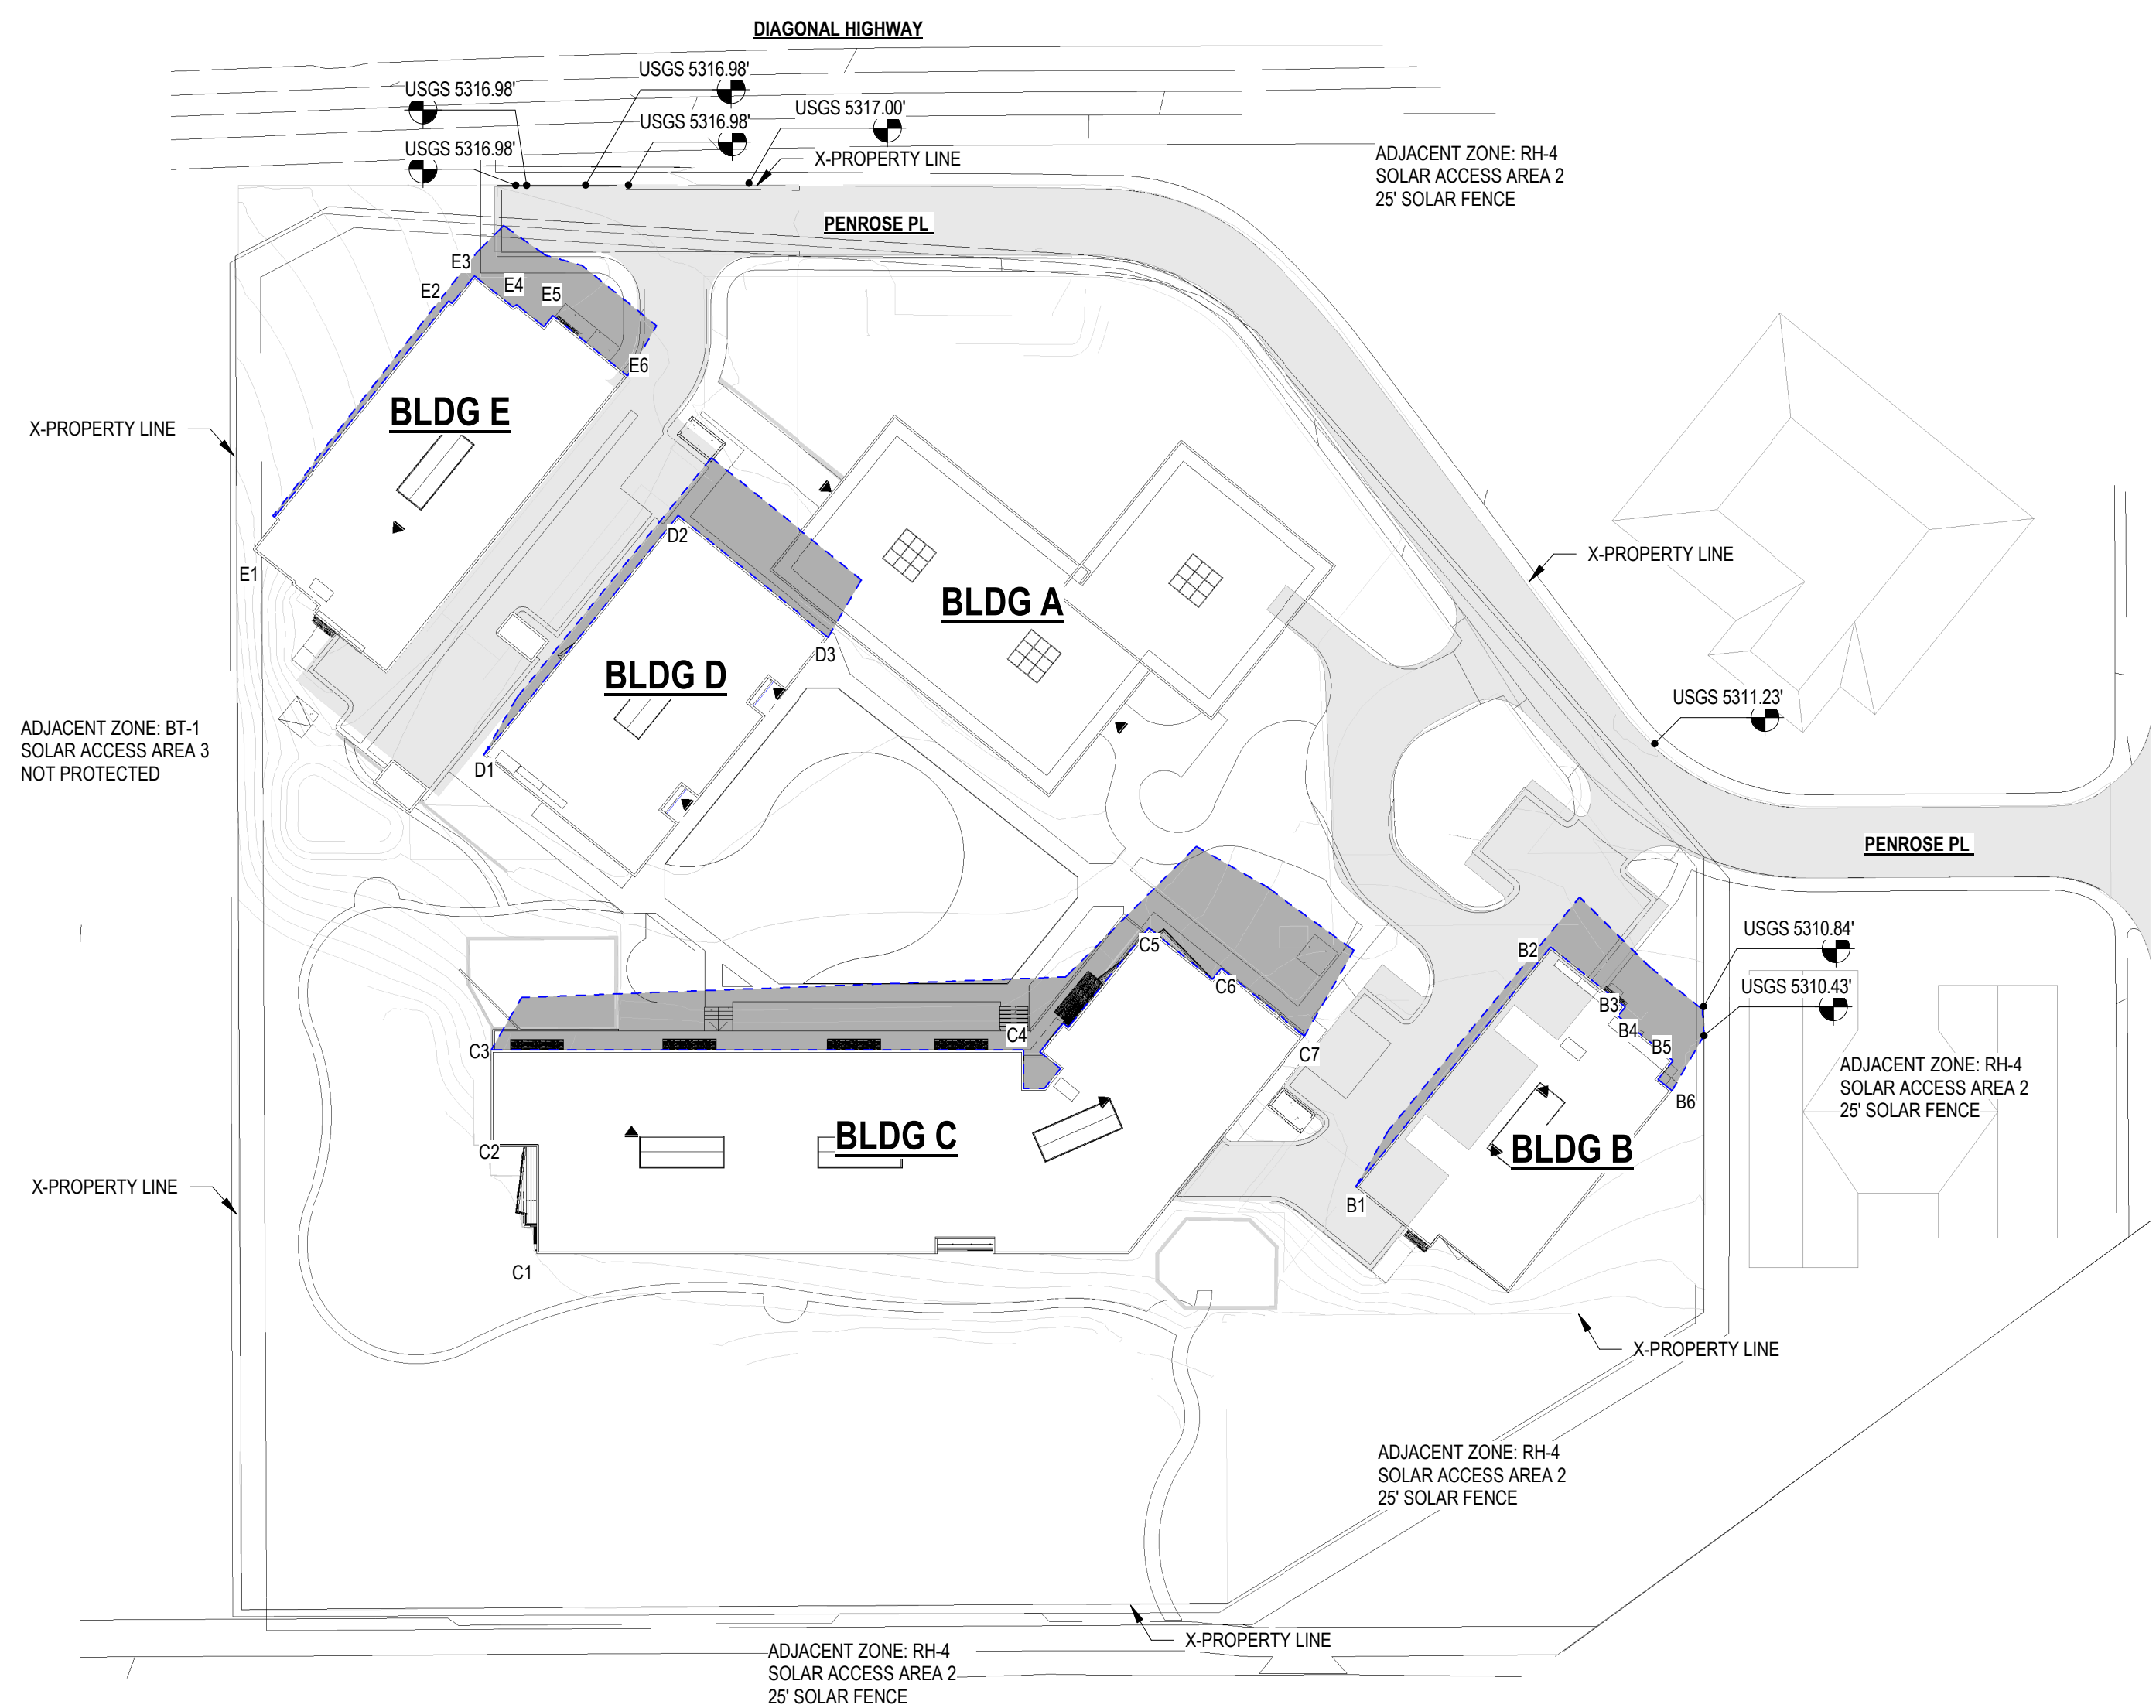 DIAGONAL HIGHWAY
USGS 5316.98'
USGS 5316.98'
USGS 5317.00'
USGS 5316.98'
USGS 5316.98'
X-PROPERTY LINE
ADJACENT ZONE: RH-4
SOLAR ACCESS AREA 2
25' SOLAR FENCE
PENROSE PL
E3
E2
E4
E5
E6
BLDG E
X-PROPERTY LINE
E1
D2
BLDG A
X-PROPERTY LINE
D3
BLDG D
D1
USGS 5311.23'
ADJACENT ZONE: BT-1
SOLAR ACCESS AREA 3
NOT PROTECTED
PENROSE PL
USGS 5310.84'
C5
B2
C6
USGS 5310.43'
B3
B4
B5
C3
C4
C7
B6
ADJACENT ZONE: RH-4
SOLAR ACCESS AREA 2
25' SOLAR FENCE
BLDG C
C2
BLDG B
X-PROPERTY LINE
B1
C1
X-PROPERTY LINE
ADJACENT ZONE: RH-4
SOLAR ACCESS AREA 2
25' SOLAR FENCE
X-PROPERTY LINE
ADJACENT ZONE: RH-4
SOLAR ACCESS AREA 2
25' SOLAR FENCE